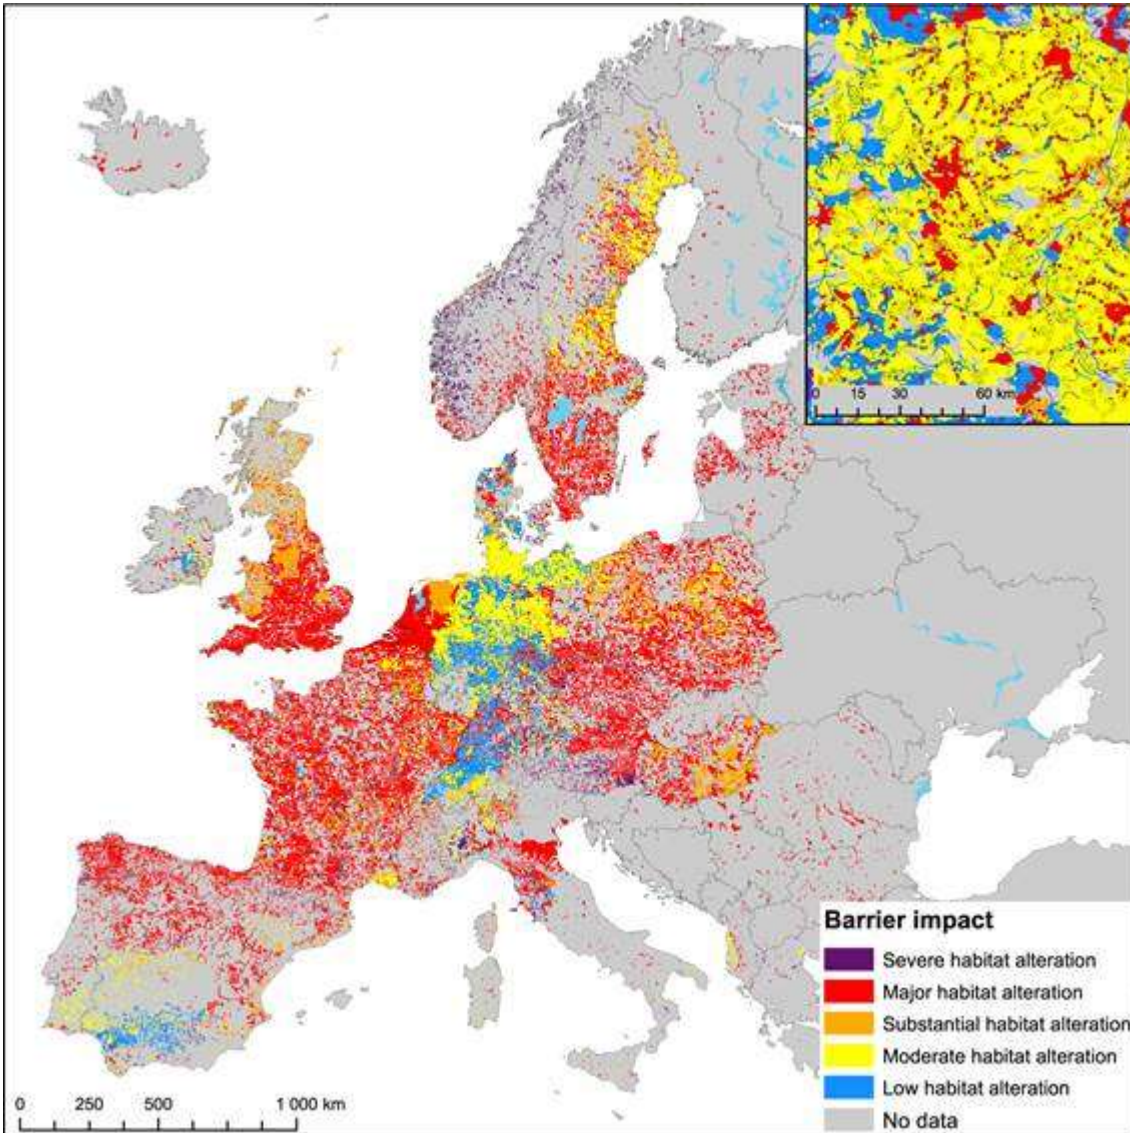 0 15 30 60 km
Barrier impact
Severe habitat alteration
Major habitat alteration
Substantial habitat alteration
Moderate habitat alteration
Low habitat alteration
No data
0 250 500 1 000 km